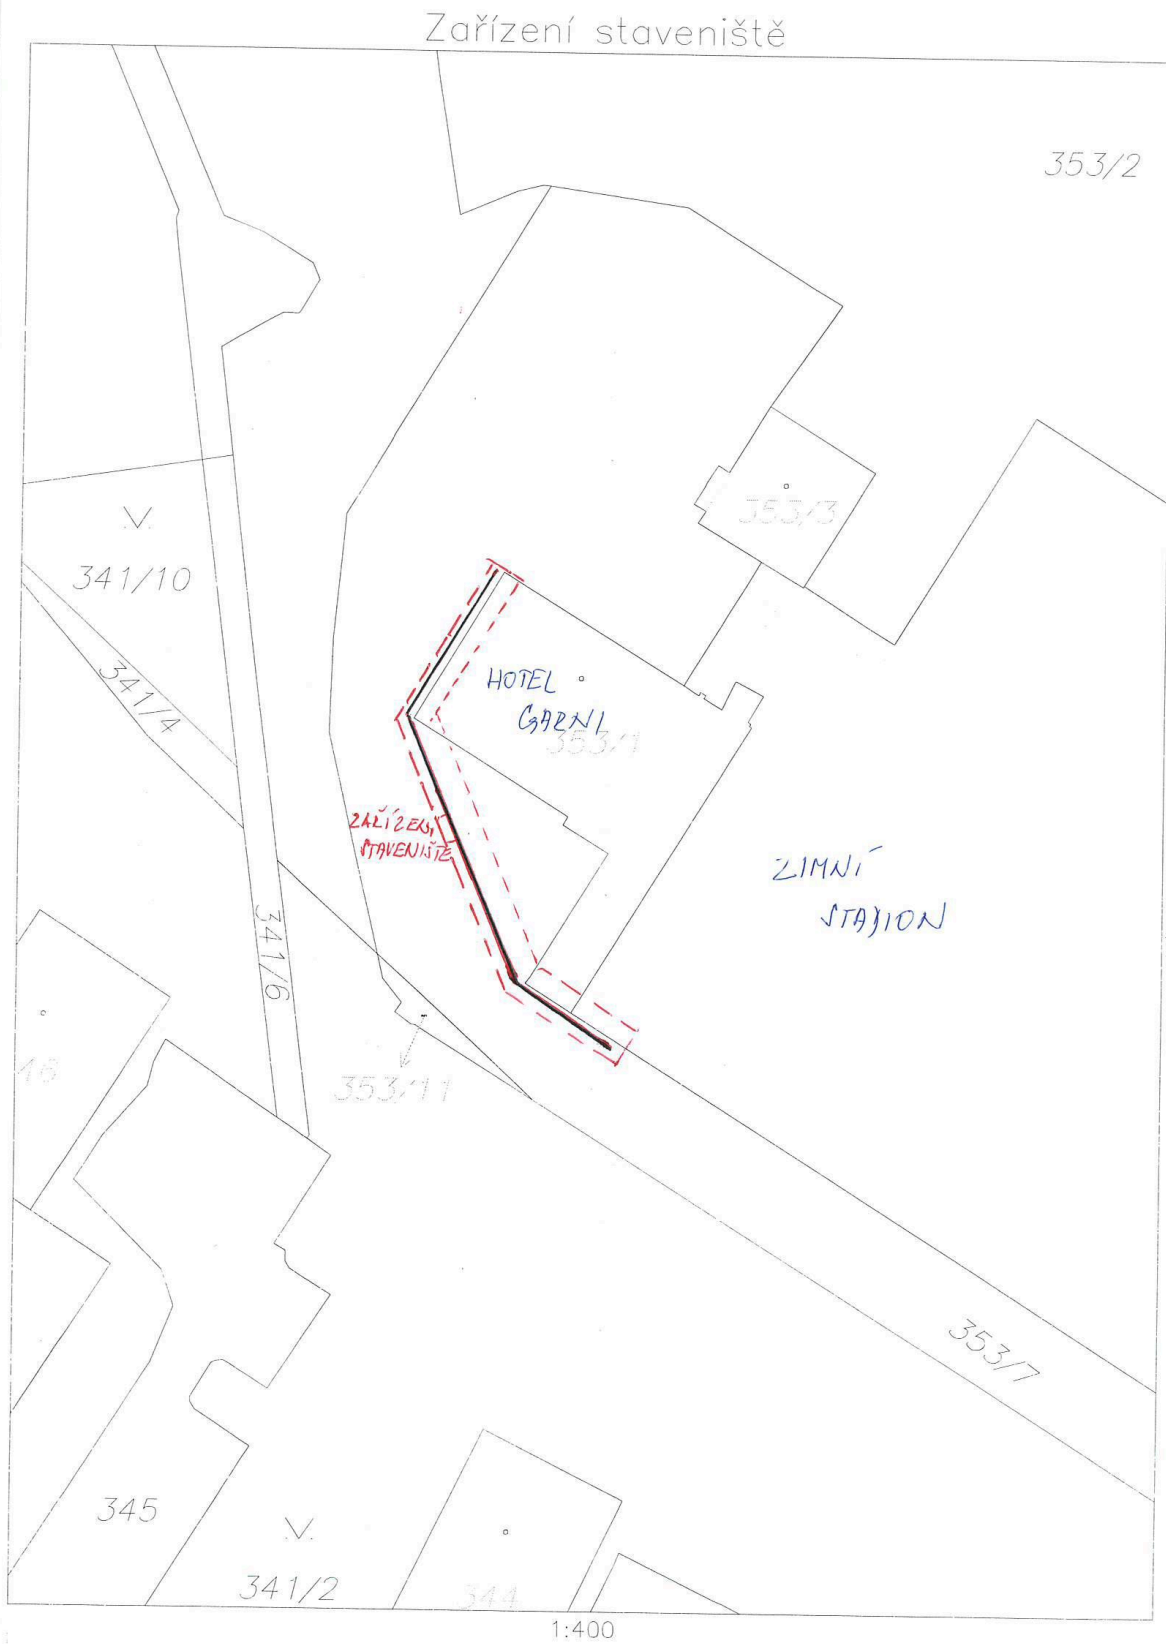 Zařízení staveniště
353/2
353/3
341/10
341/4
HOTEL
GARNI
353/1
ZAŘÍZENÍ
STAVENIŠTĚ
ZIMNÍ
STADION
341/6
353/11
353/7
345
341/2
344
1:400